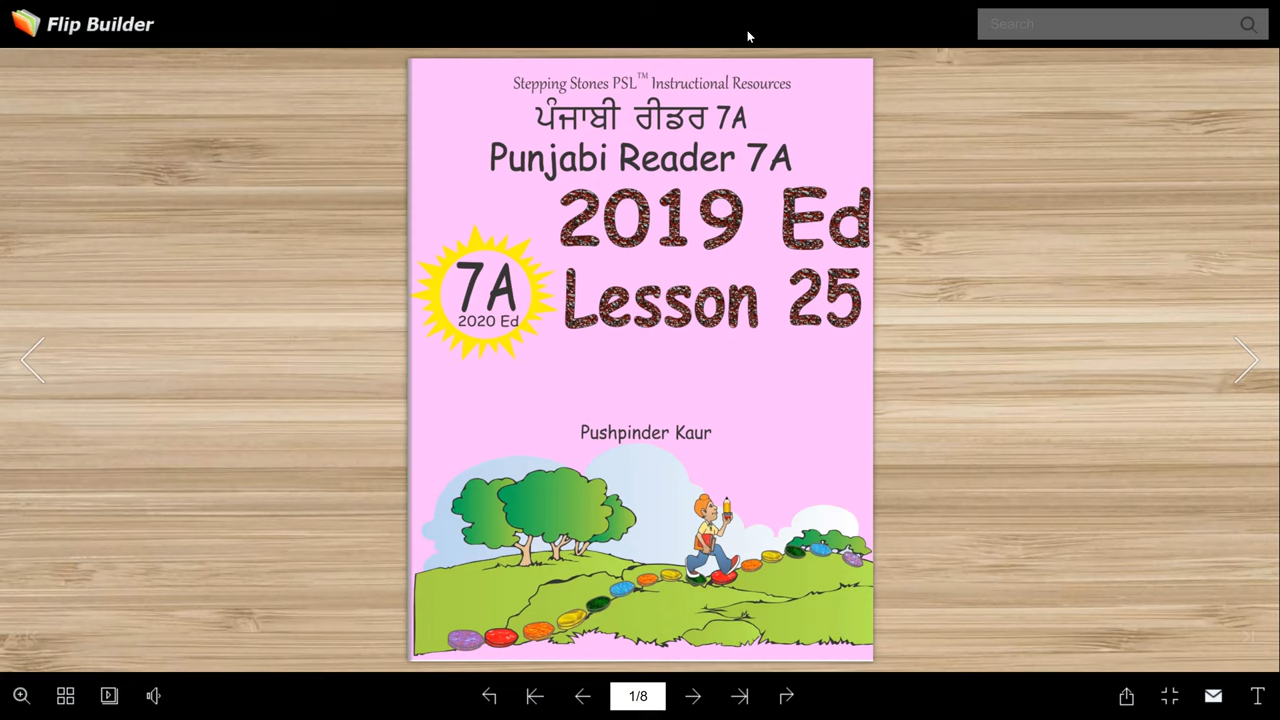 Flip Builder
Search
Stepping Stones PSL™ Instructional Resources
ਪੰਜਾਬੀ ਰੀਡਰ 7A
Punjabi Reader 7A
2019 Ed
Lesson 25
7A
2020 Ed
Pushpinder Kaur
1/8